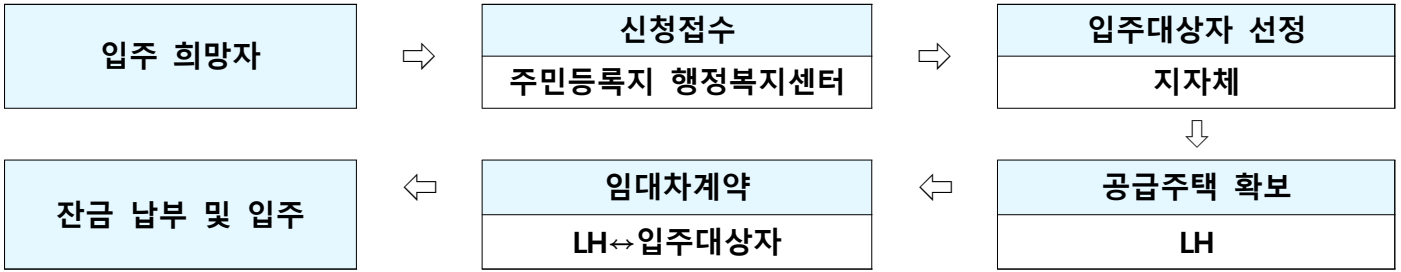 입주 희망자
⇨
신청접수
주민등록지 행정복지센터
⇨
입주대상자 선정
지자체
⇩
공급주택 확보
LH
⇦
임대차계약
LH↔입주대상자
⇦
잔금 납부 및 입주